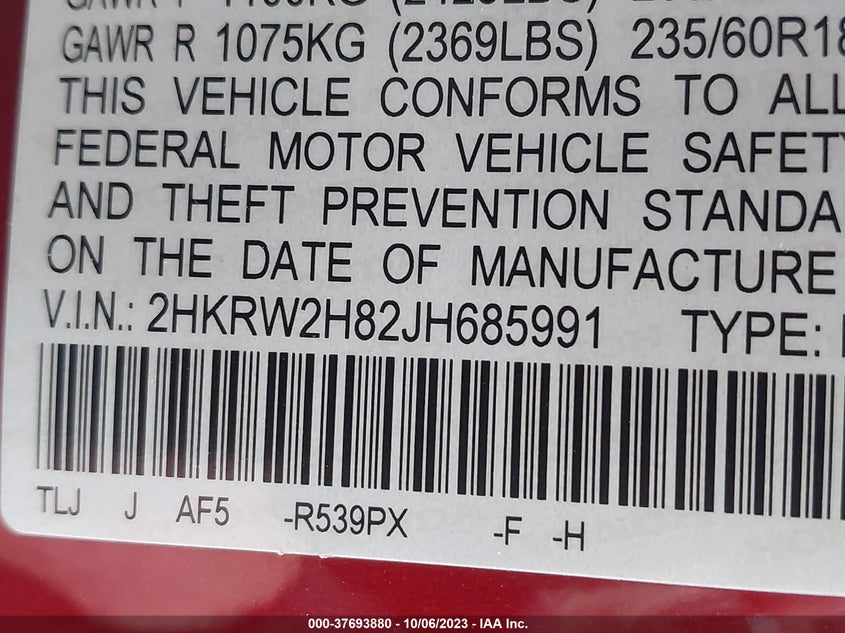 GAWR R 1075KG (2369LBS) 235/60R18
THIS VEHICLE CONFORMS TO ALL
FEDERAL MOTOR VEHICLE SAFETY
AND THEFT PREVENTION STANDA
ON THE DATE OF MANUFACTURE
V.I.N.: 2HKRW2H82JH685991 TYPE:
TLJ J AF5 -R539PX -F -H
000-37693880 - 10/06/2023 - IAA Inc.